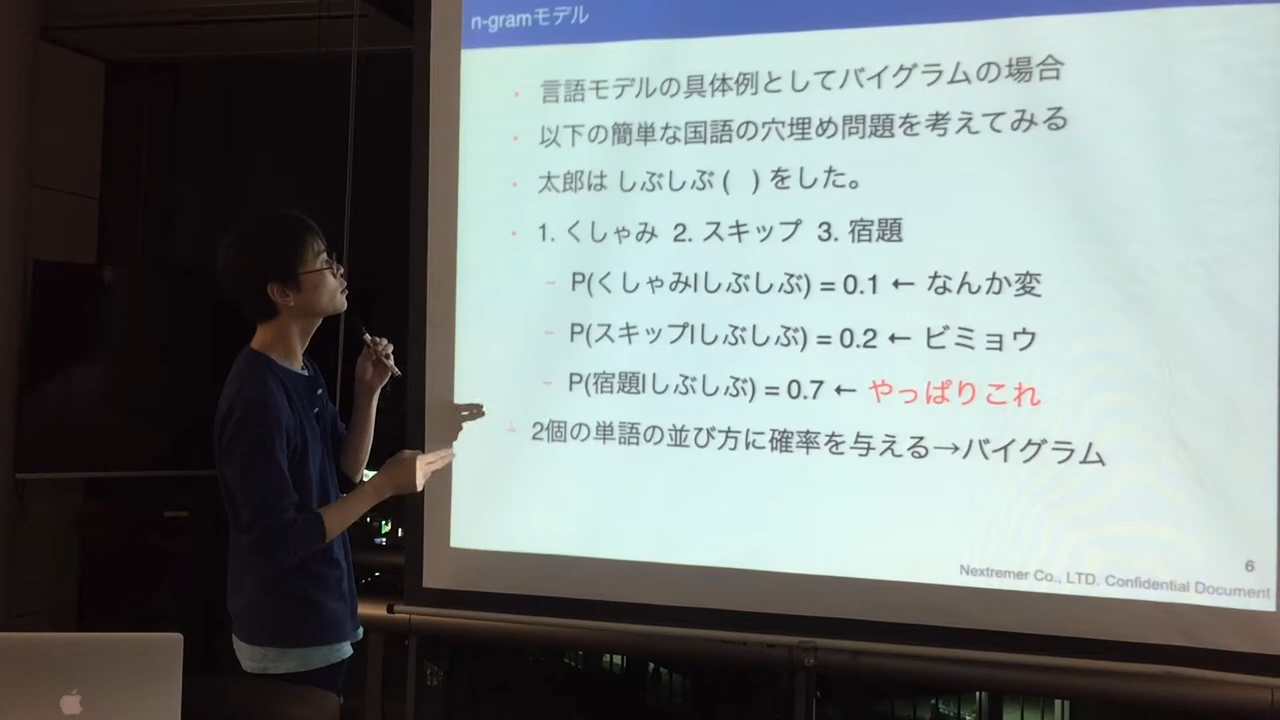 n-gramモデル
言語モデルの具体例としてバイグラムの場合
以下の簡単な国語の穴埋め問題を考えてみる
太郎は しぶしぶ (　) をした。
1. くしゃみ 2. スキップ 3. 宿題
P(くしゃみ|しぶしぶ) = 0.1 ← なんか変
P(スキップ|しぶしぶ) = 0.2 ← ビミョウ
P(宿題|しぶしぶ) = 0.7 ← やっぱりこれ
2個の単語の並び方に確率を与える→バイグラム
6
Nextremer Co., LTD. Confidential Document